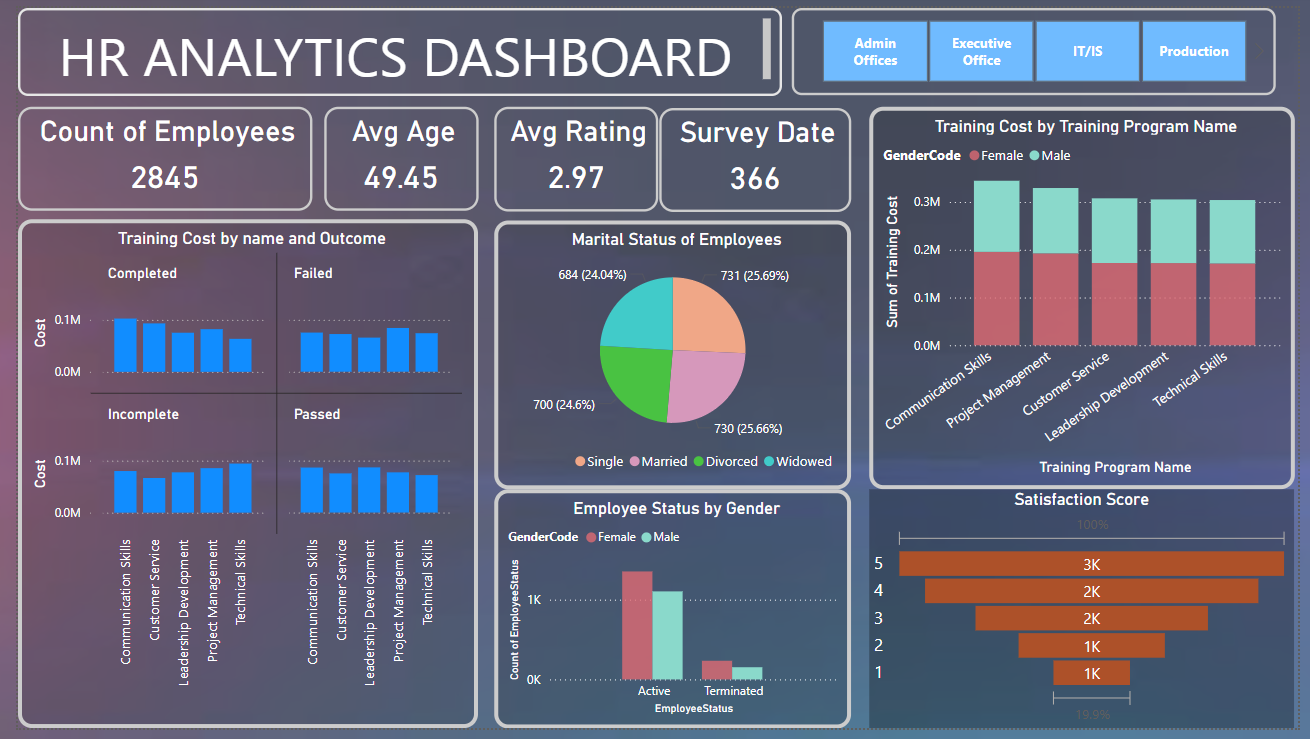 HR ANALYTICS DASHBOARD
Admin
Offices
Executive
Office
IT/IS
Production
Count of Employees
2845
Avg Age
49.45
Avg Rating
2.97
Survey Date
366
Training Cost by name and Outcome
Completed
Failed
Cost
0.1M
0.0M
Incomplete
Passed
Cost
0.1M
0.0M
Communication Skills
Customer Service
Leadership Development
Project Management
Technical Skills
Communication Skills
Customer Service
Leadership Development
Project Management
Technical Skills
Marital Status of Employees
684 (24.04%)
731 (25.69%)
700 (24.6%)
730 (25.66%)
Single
Married
Divorced
Widowed
Employee Status by Gender
GenderCode
Female
Male
Count of EmployeeStatus
1K
0K
Active
Terminated
EmployeeStatus
Training Cost by Training Program Name
GenderCode
Female
Male
Sum of Training Cost
0.3M
0.2M
0.1M
0.0M
Communication Skills
Project Management
Customer Service
Leadership Development
Technical Skills
Training Program Name
Satisfaction Score
100%
5
3K
4
2K
3
2K
2
1K
1
1K
19.9%